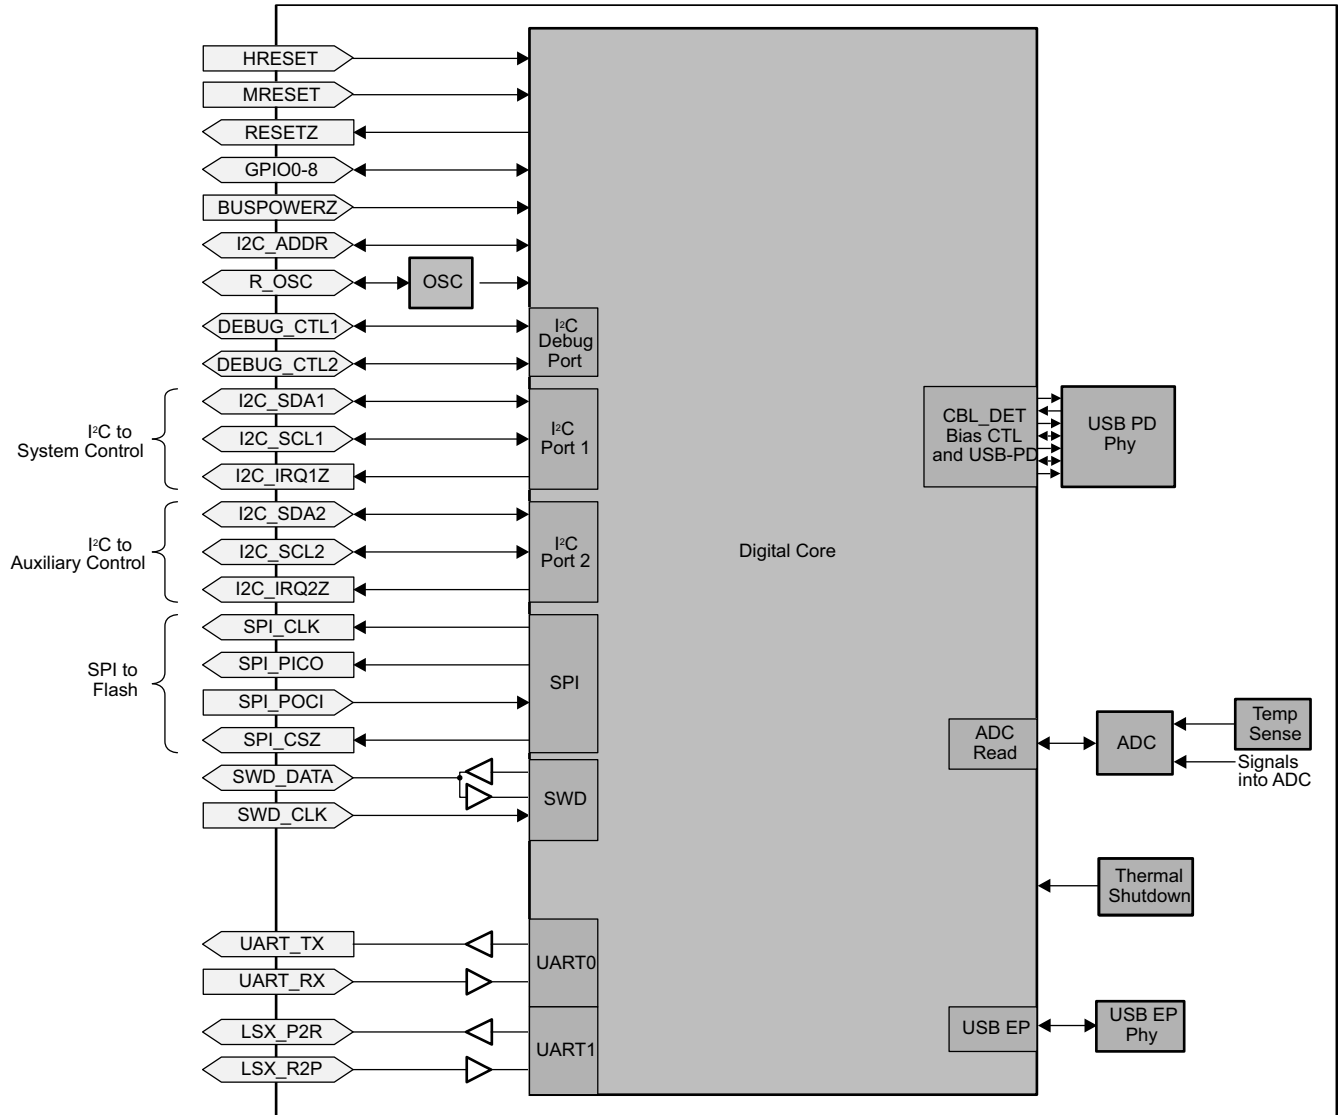 HRESET
MRESET
RESETZ
GPIO0-8
BUSPOWERZ
I2C_ADDR
R_OSC
OSC
DEBUG_CTL1
DEBUG_CTL2
I²C
Debug
Port
I²C to
System Control
I2C_SDA1
I2C_SCL1
I2C_IRQ1Z
I²C
Port 1
I²C to
Auxiliary Control
I2C_SDA2
I2C_SCL2
I2C_IRQ2Z
I²C
Port 2
SPI to
Flash
SPI_CLK
SPI_PICO
SPI_POCI
SPI_CSZ
SPI
SWD_DATA
SWD_CLK
SWD
UART_TX
UART_RX
UART0
LSX_P2R
LSX_R2P
UART1
Digital Core
CBL_DET
Bias CTL
and USB-PD
USB PD
Phy
ADC
Read
ADC
Temp
Sense
Signals
into ADC
Thermal
Shutdown
USB EP
USB EP
Phy